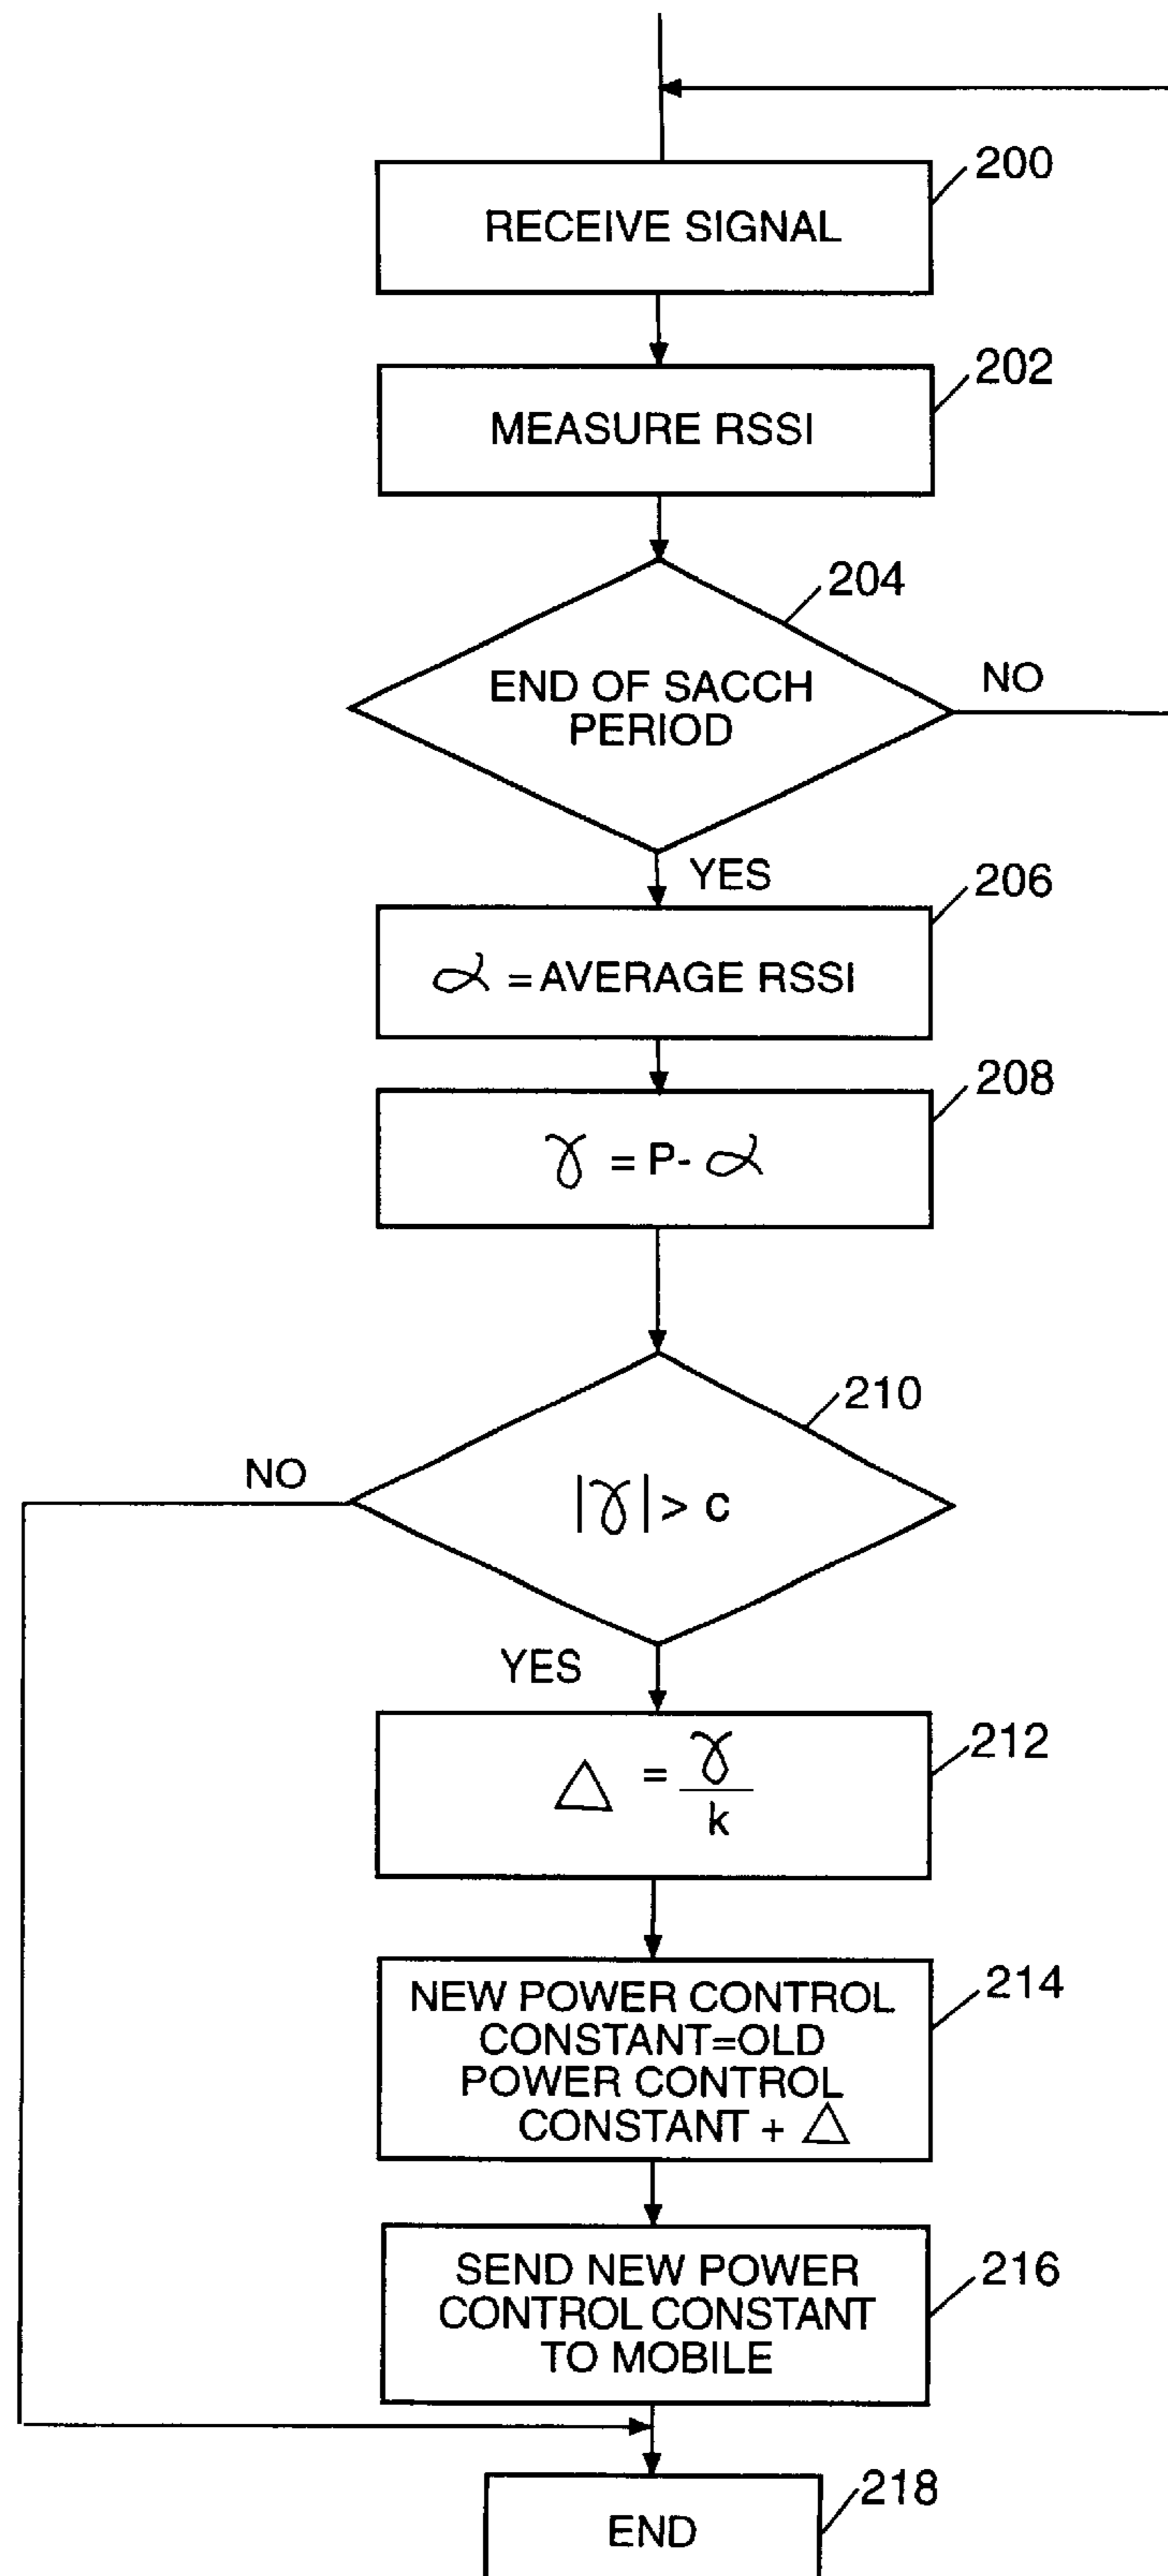 200
RECEIVE SIGNAL
202
MEASURE RSSI
204
END OF SACCH
PERIOD
NO
YES
206
α = AVERAGE RSSI
208
γ = P- α
210
NO
|γ| > c
YES
212
△ = γ
k
214
NEW POWER CONTROL
CONSTANT=OLD
POWER CONTROL
CONSTANT + △
216
SEND NEW POWER
CONTROL CONSTANT
TO MOBILE
218
END